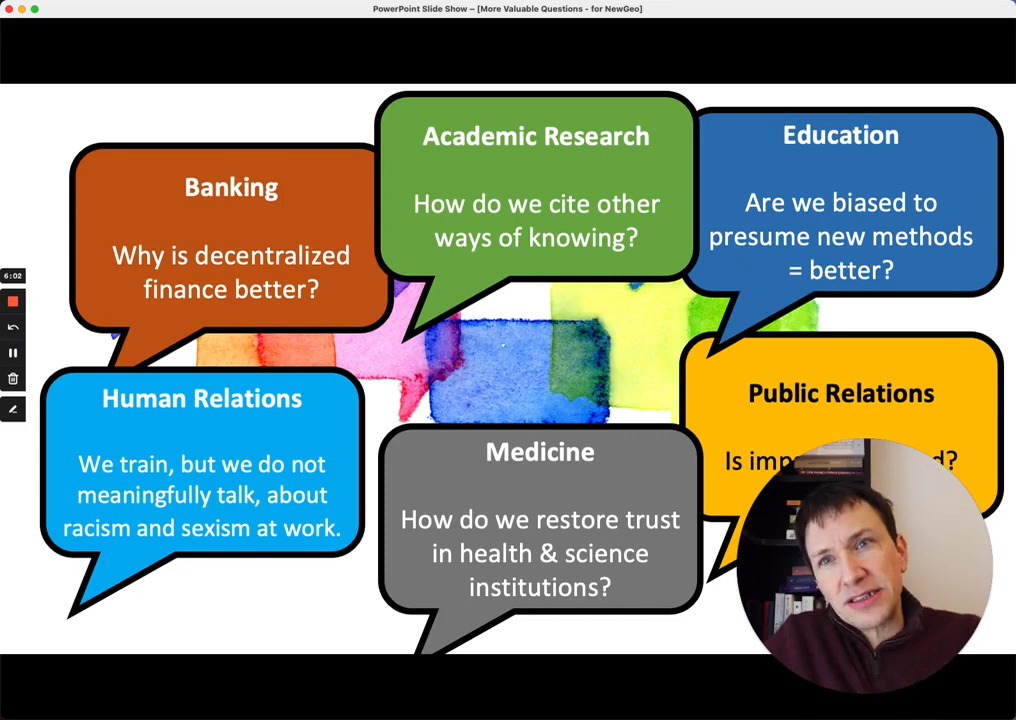 PowerPoint Slide Show – [More Valuable Questions - for NewGeo]
Banking
Why is decentralized
finance better?
Academic Research
How do we cite other
ways of knowing?
Education
Are we biased to
presume new methods
= better?
6:02
Human Relations
We train, but we do not
meaningfully talk, about
racism and sexism at work.
Medicine
How do we restore trust
in health & science
institutions?
Public Relations
Is